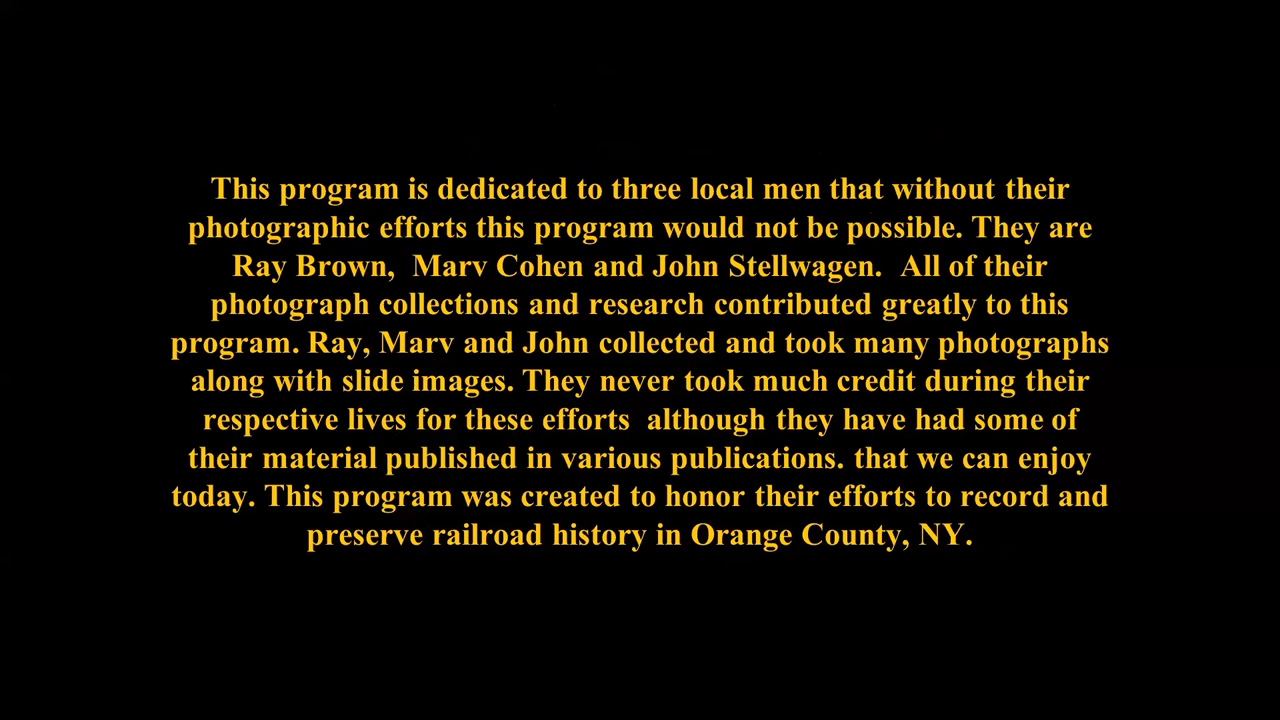 This program is dedicated to three local men that without their
photographic efforts this program would not be possible. They are
Ray Brown,  Marv Cohen and John Stellwagen.  All of their
photograph collections and research contributed greatly to this
program. Ray, Marv and John collected and took many photographs
along with slide images. They never took much credit during their
respective lives for these efforts  although they have had some of
their material published in various publications. that we can enjoy
today. This program was created to honor their efforts to record and
preserve railroad history in Orange County, NY.